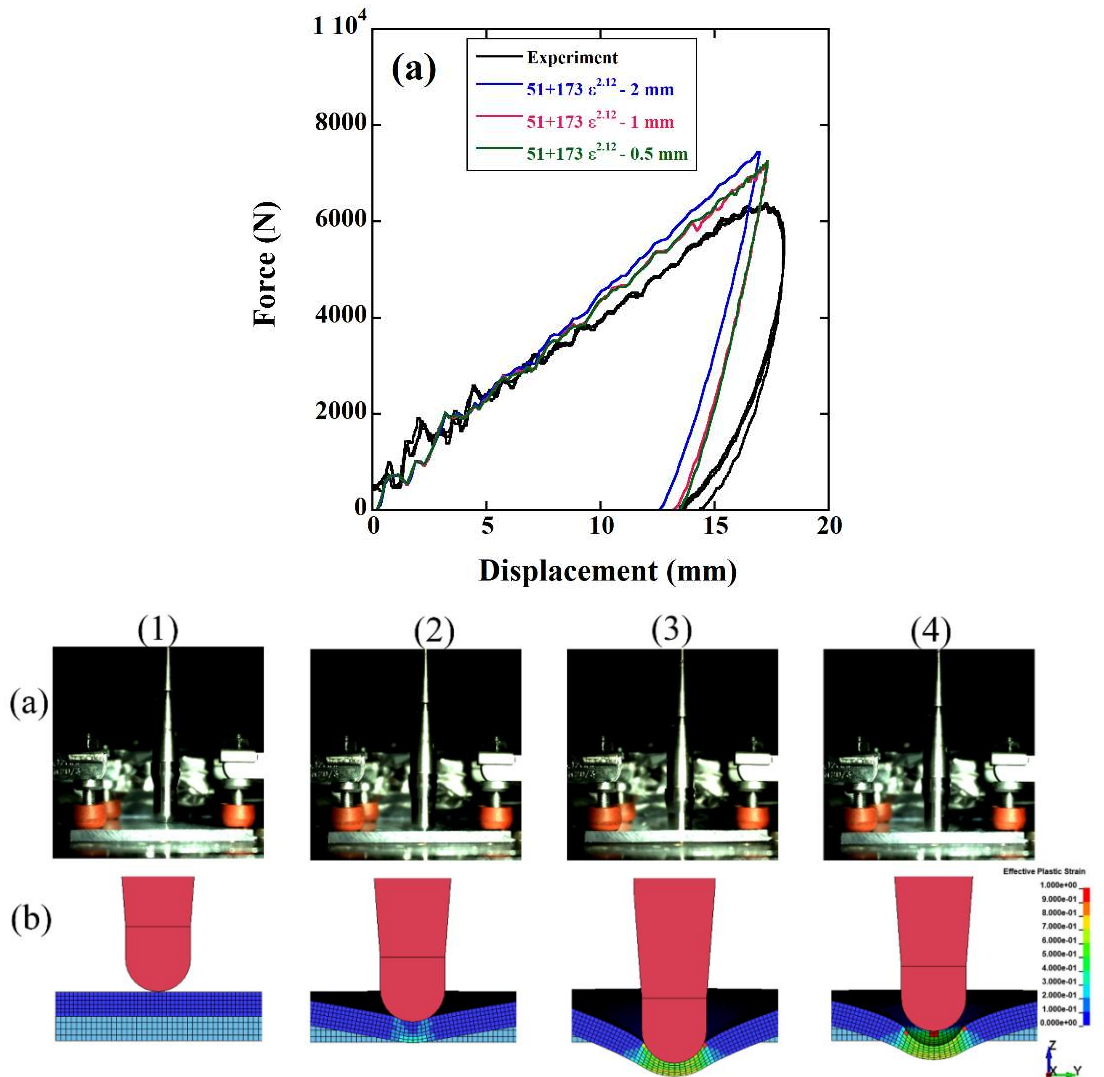 1 10⁴
(a)
Experiment
51+173 ε²·¹² - 2 mm
51+173 ε²·¹² - 1 mm
51+173 ε²·¹² - 0.5 mm
8000
6000
4000
2000
0
Force (N)
0 5 10 15 20
Displacement (mm)
(1) (2) (3) (4)
(a)
(b)
Effective Plastic Strain
1.000e+00
9.000e-01
8.000e-01
7.000e-01
6.000e-01
5.000e-01
4.000e-01
3.000e-01
2.000e-01
1.000e-01
0.000e+00
Z
X Y